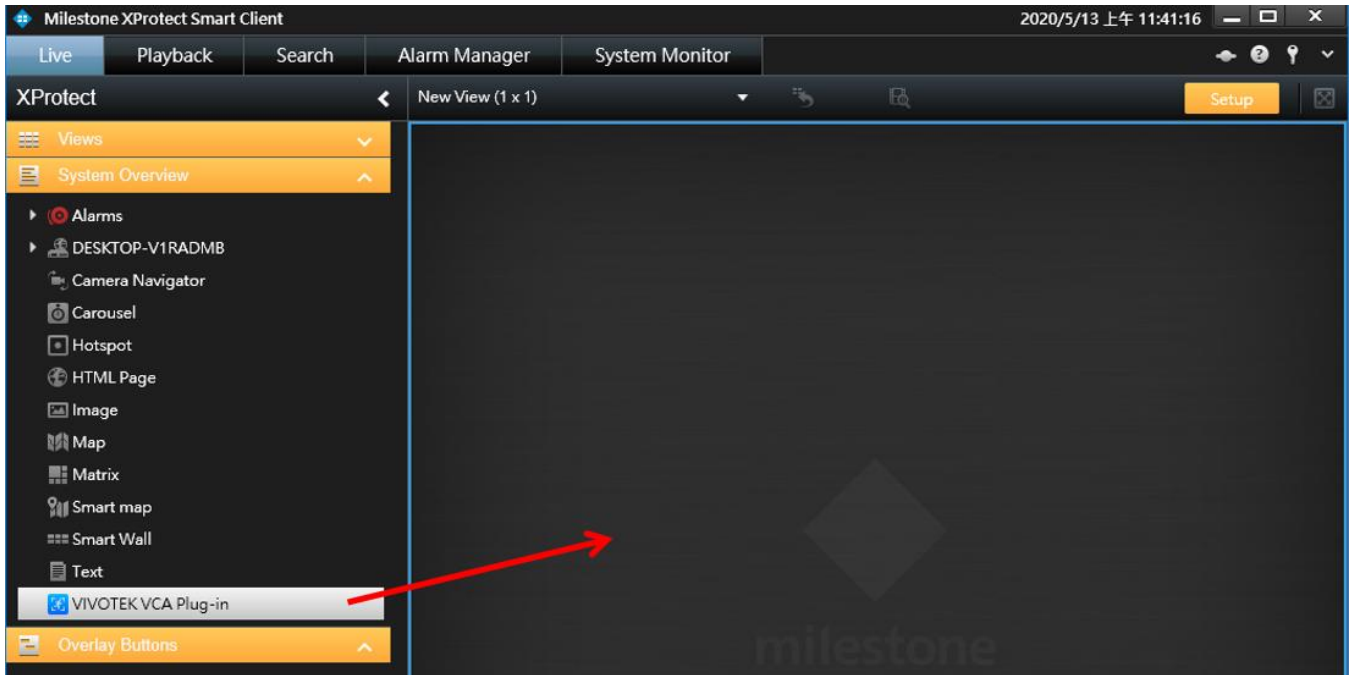 Milestone XProtect Smart Client
2020/5/13 上午 11:41:16
Live Playback Search Alarm Manager System Monitor
XProtect
New View (1 x 1)
Setup
Views
System Overview
Alarms
DESKTOP-V1RADMB
Camera Navigator
Carousel
Hotspot
HTML Page
Image
Map
Matrix
Smart map
Smart Wall
Text
VIVOTEK VCA Plug-in
Overlay Buttons
milestone